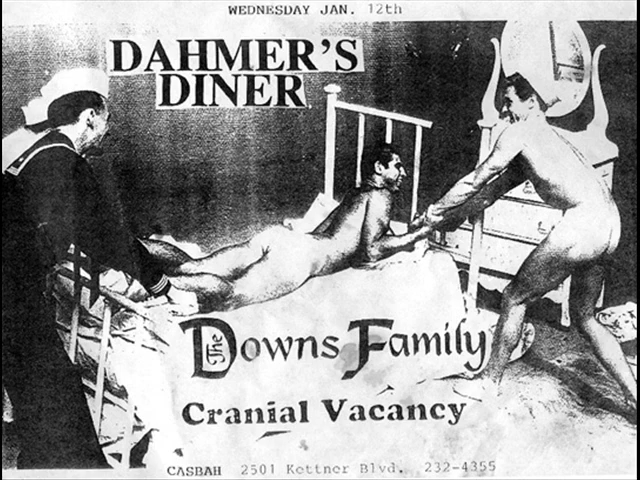 WEDNESDAY JAN. 12th
DAHMER'S
DINER
The Downs Family
Cranial Vacancy
CASBAH 2501 Kettner Blvd. 232-4355